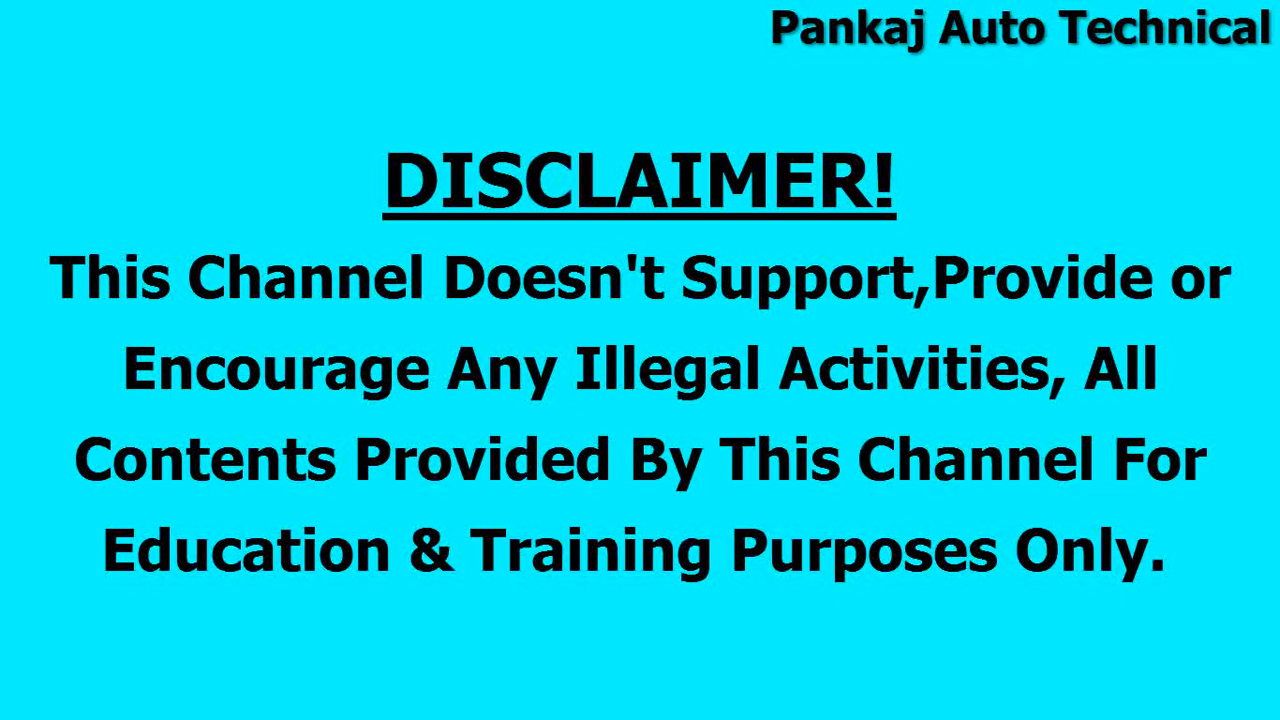 Pankaj Auto Technical
DISCLAIMER!
This Channel Doesn't Support,Provide or
Encourage Any Illegal Activities, All
Contents Provided By This Channel For
Education & Training Purposes Only.